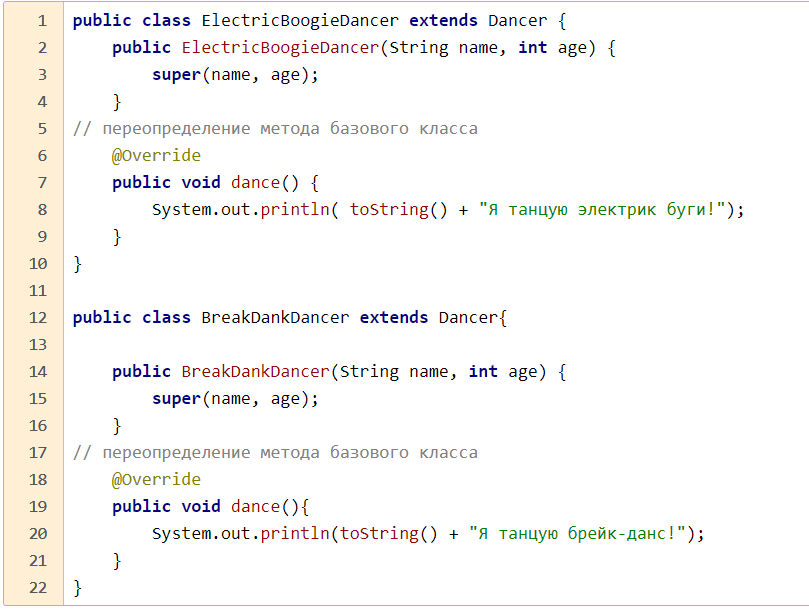 1 public class ElectricBoogieDancer extends Dancer {
2     public ElectricBoogieDancer(String name, int age) {
3         super(name, age);
4     }
5 // переопределение метода базового класса
6     @Override
7     public void dance() {
8         System.out.println( toString() + "Я танцую электрик буги!");
9     }
10 }
11
12 public class BreakDankDancer extends Dancer{
13
14     public BreakDankDancer(String name, int age) {
15         super(name, age);
16     }
17 // переопределение метода базового класса
18     @Override
19     public void dance(){
20         System.out.println(toString() + "Я танцую брейк-данс!");
21     }
22 }